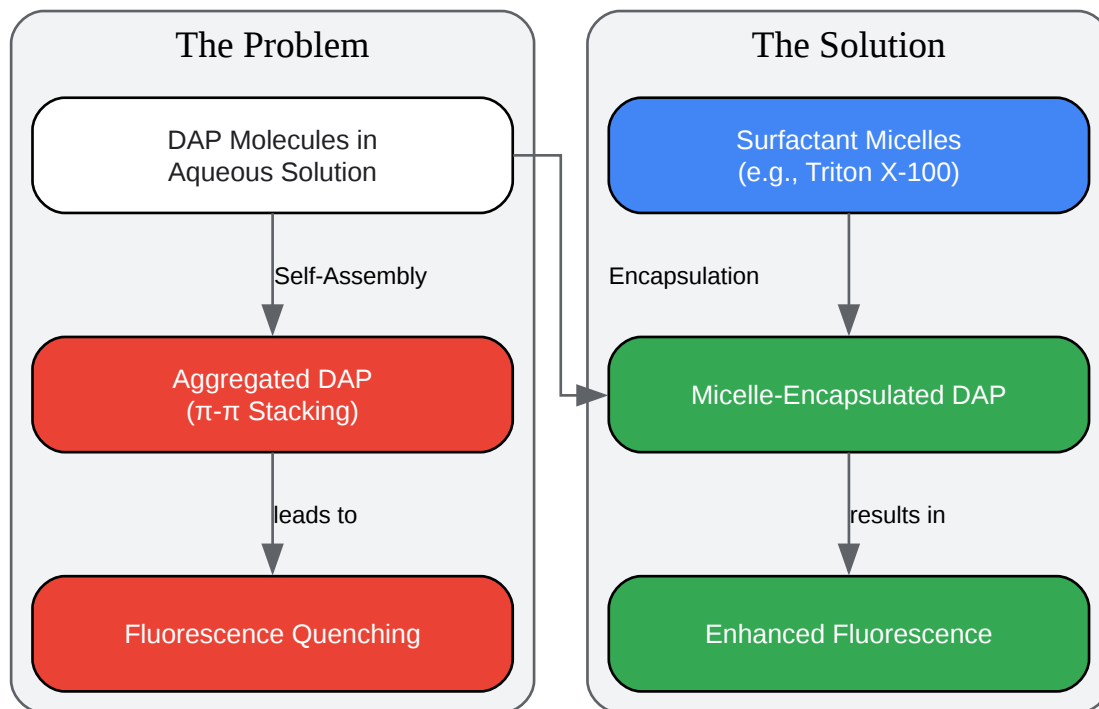 The Problem
DAP Molecules in
Aqueous Solution
Self-Assembly
Aggregated DAP
(π-π Stacking)
leads to
Fluorescence Quenching
The Solution
Surfactant Micelles
(e.g., Triton X-100)
Encapsulation
Micelle-Encapsulated DAP
results in
Enhanced Fluorescence